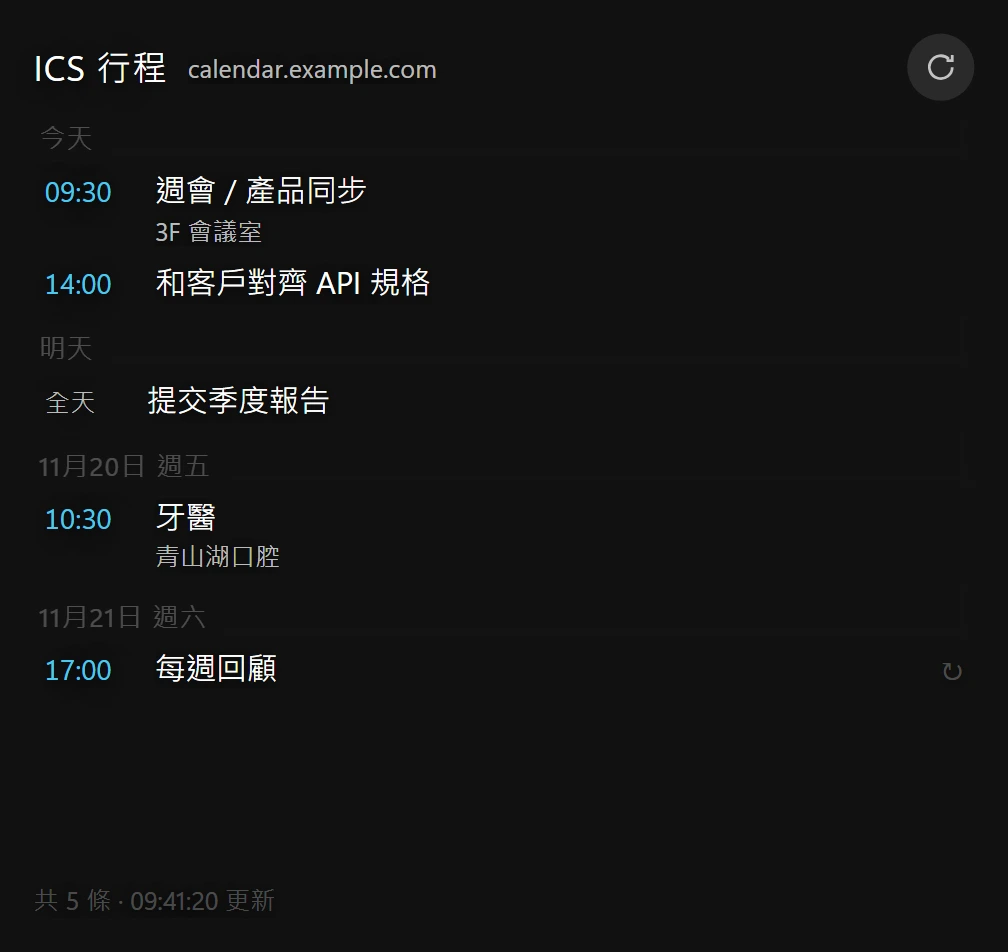 ICS 行程 calendar.example.com
今天
09:30 週會 / 產品同步
3F 會議室
14:00 和客戶對齊 API 規格
明天
全天 提交季度報告
11月20日 週五
10:30 牙醫
青山湖口腔
11月21日 週六
17:00 每週回顧 ↻
共 5 條 · 09:41:20 更新